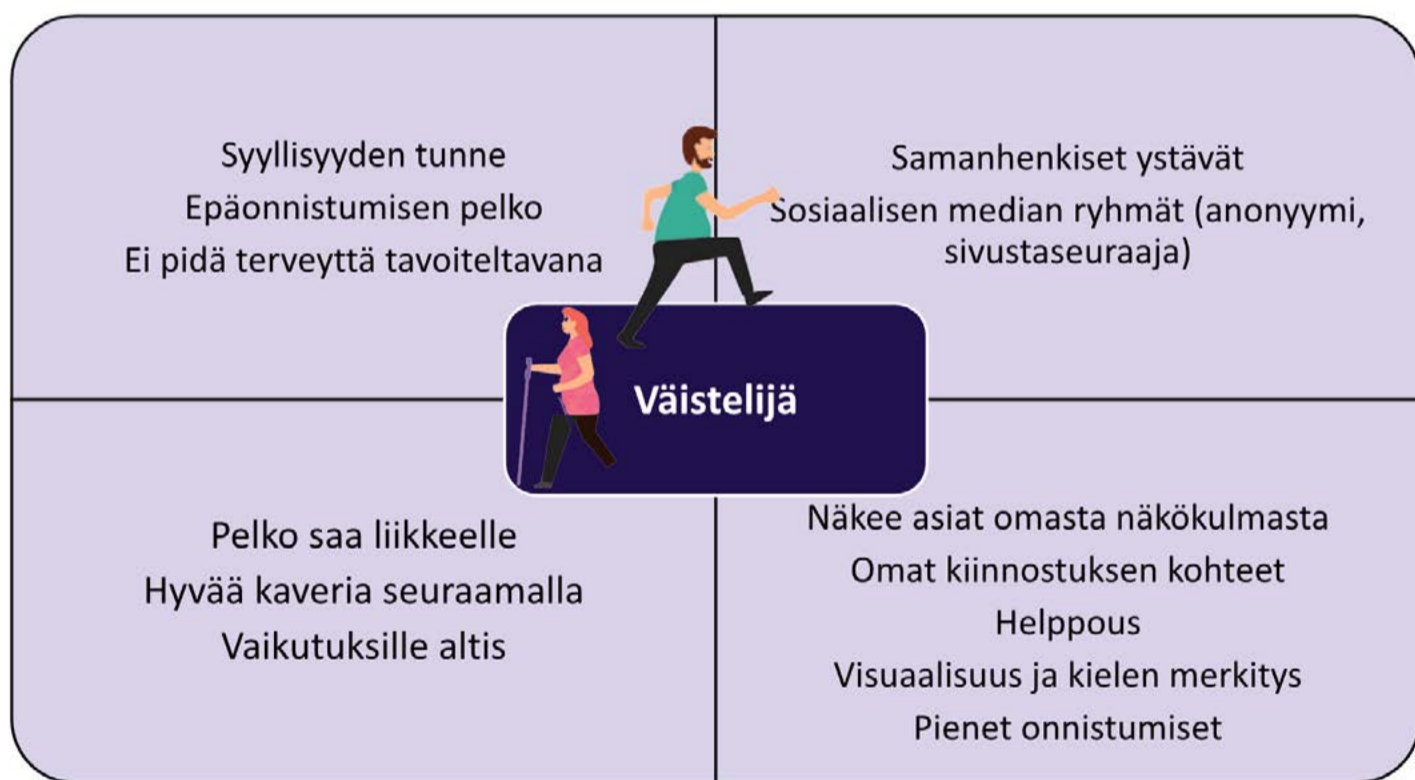 Syyllisyyden tunne
Epäonnistumisen pelko
Ei pidä terveyttä tavoiteltavana
Samanhenkiset ystävät
Sosiaalisen median ryhmät (anonyymi,
sivustaseuraaja)
Väistelijä
Pelko saa liikkeelle
Hyvää kaveria seuraamalla
Vaikutuksille altis
Näkee asiat omasta näkökulmasta
Omat kiinnostuksen kohteet
Helppous
Visuaalisuus ja kielen merkitys
Pienet onnistumiset